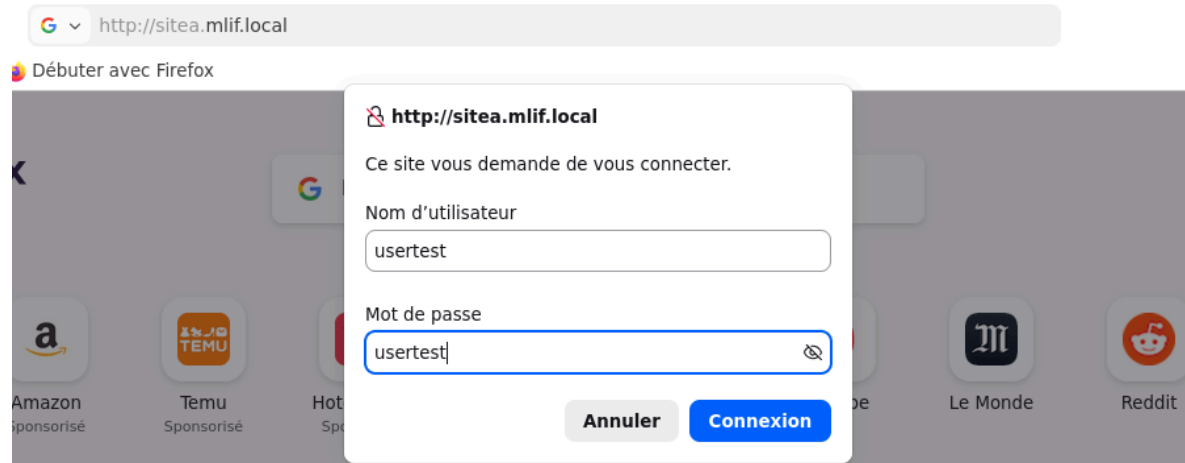 http://sitea.mlif.local
Débuter avec Firefox
http://sitea.mlif.local
Ce site vous demande de vous connecter.
Nom d’utilisateur
usertest
Mot de passe
usertest
Annuler
Connexion
a
TEMU
Amazon
Temu
Hot
Le Monde
Reddit
Sponsorisé
Sponsorisé